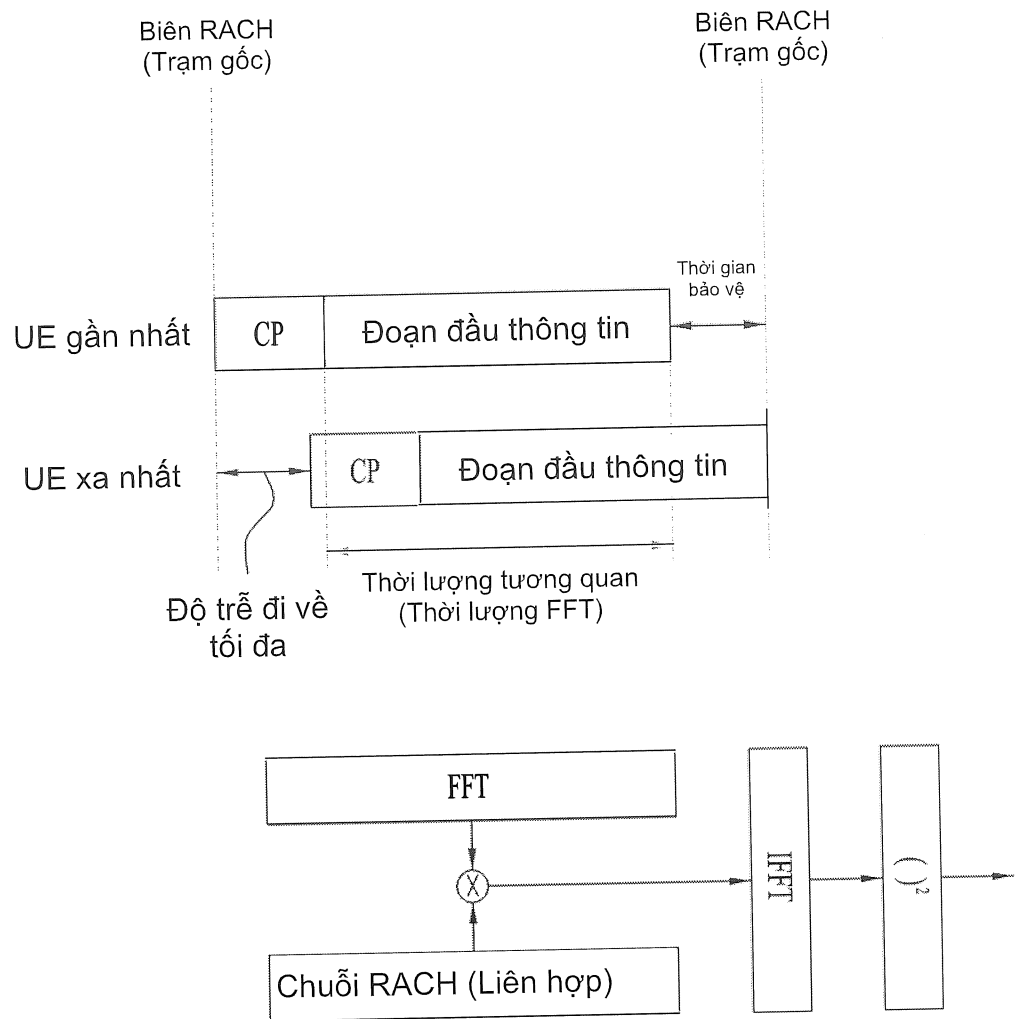 Biên RACH
(Trạm gốc)
Biên RACH
(Trạm gốc)
Thời gian
bảo vệ
UE gần nhất
CP
Đoạn đầu thông tin
UE xa nhất
CP
Đoạn đầu thông tin
Thời lượng tương quan
(Thời lượng FFT)
Độ trễ đi về
tối đa
FFT
X
IFFT
( )²
Chuỗi RACH (Liên hợp)